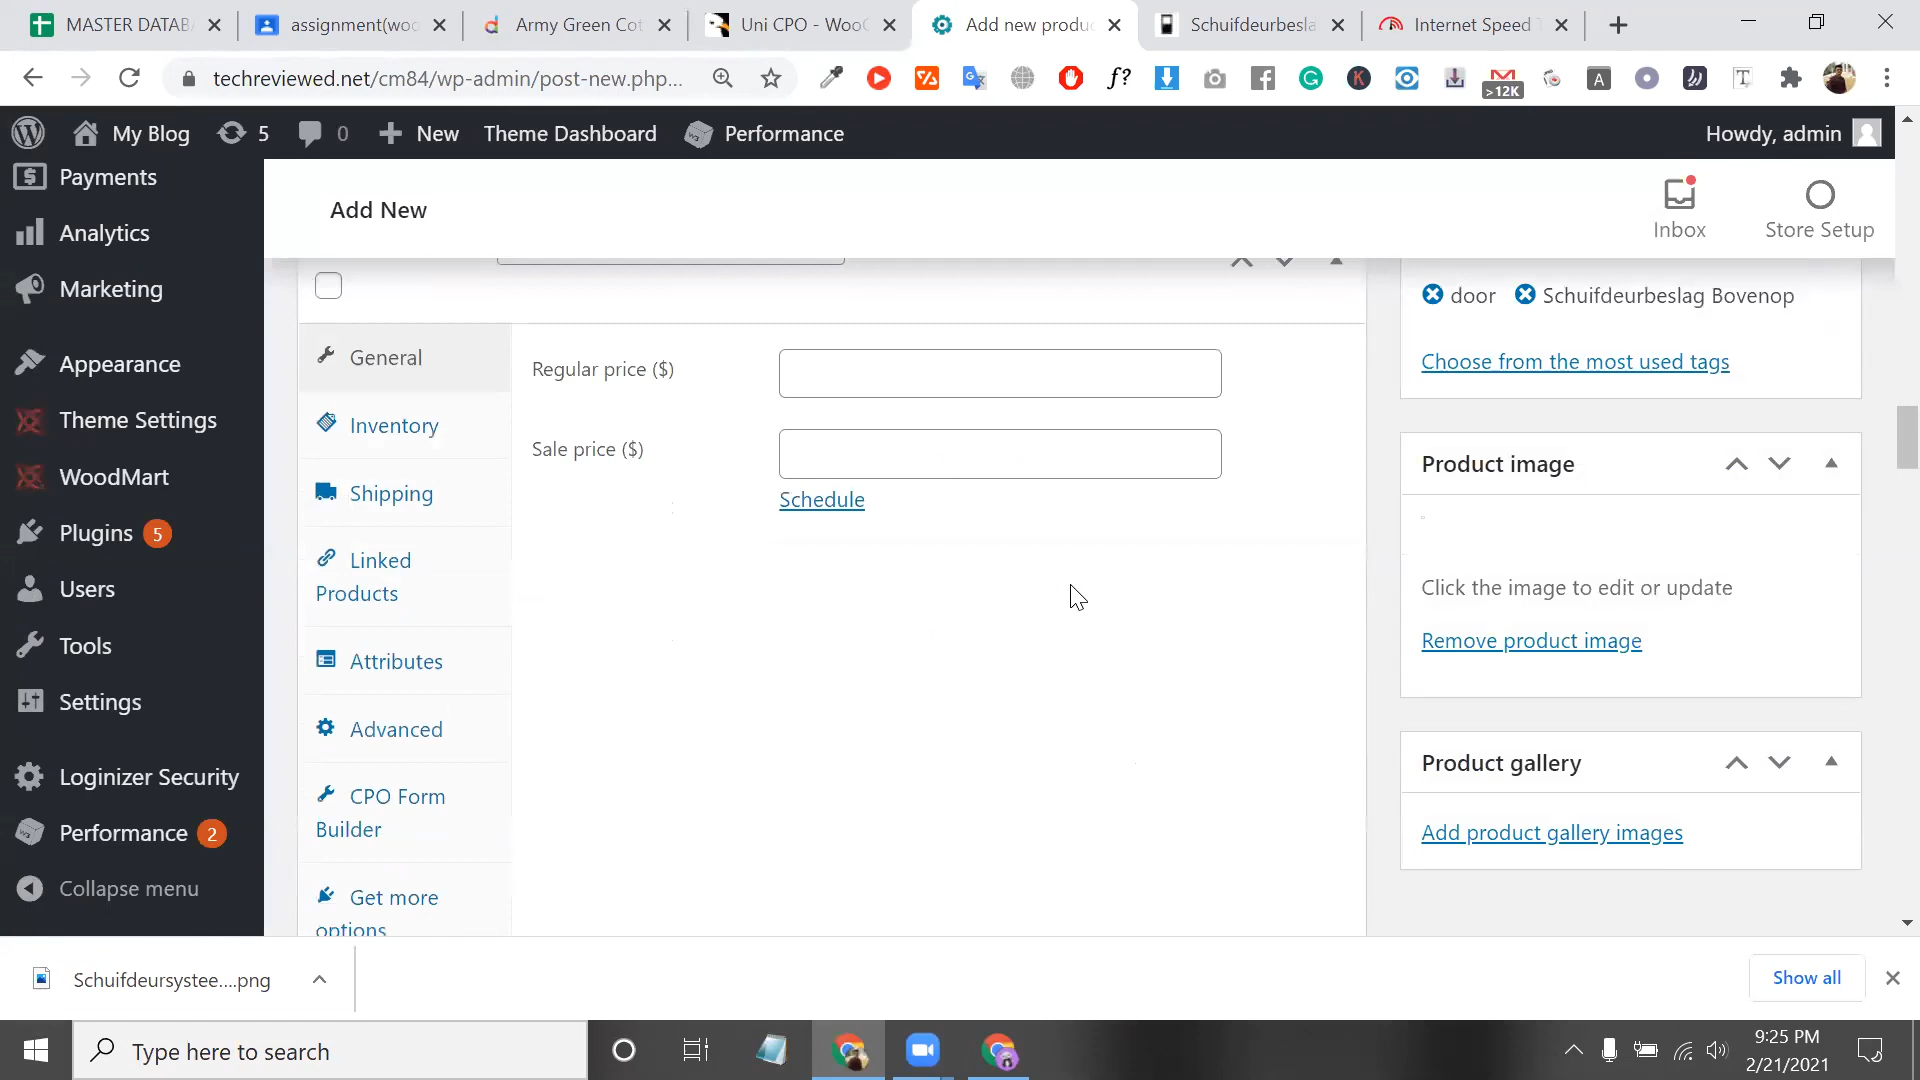 MASTER DATAB
assignment(woo
Army Green Cot
Uni CPO - WooC
Add new produ
Schuifdeurbesla
Internet Speed T
techreviewed.net/cm84/wp-admin/post-new.php...
f?
>12K
My Blog 5 0 New Theme Dashboard Performance Howdy, admin
Payments
Analytics
Marketing
Appearance
Theme Settings
WoodMart
Plugins 5
Users
Tools
Settings
Loginizer Security
Performance 2
Collapse menu
Add New
Inbox
Store Setup
General
Inventory
Shipping
Linked
Products
Attributes
Advanced
CPO Form
Builder
Get more
options
Regular price ($)
Sale price ($)
Schedule
door Schuifdeurbeslag Bovenop
Choose from the most used tags
Product image
Click the image to edit or update
Remove product image
Product gallery
Add product gallery images
Schuifdeursystee....png
Show all
Type here to search
9:25 PM
2/21/2021